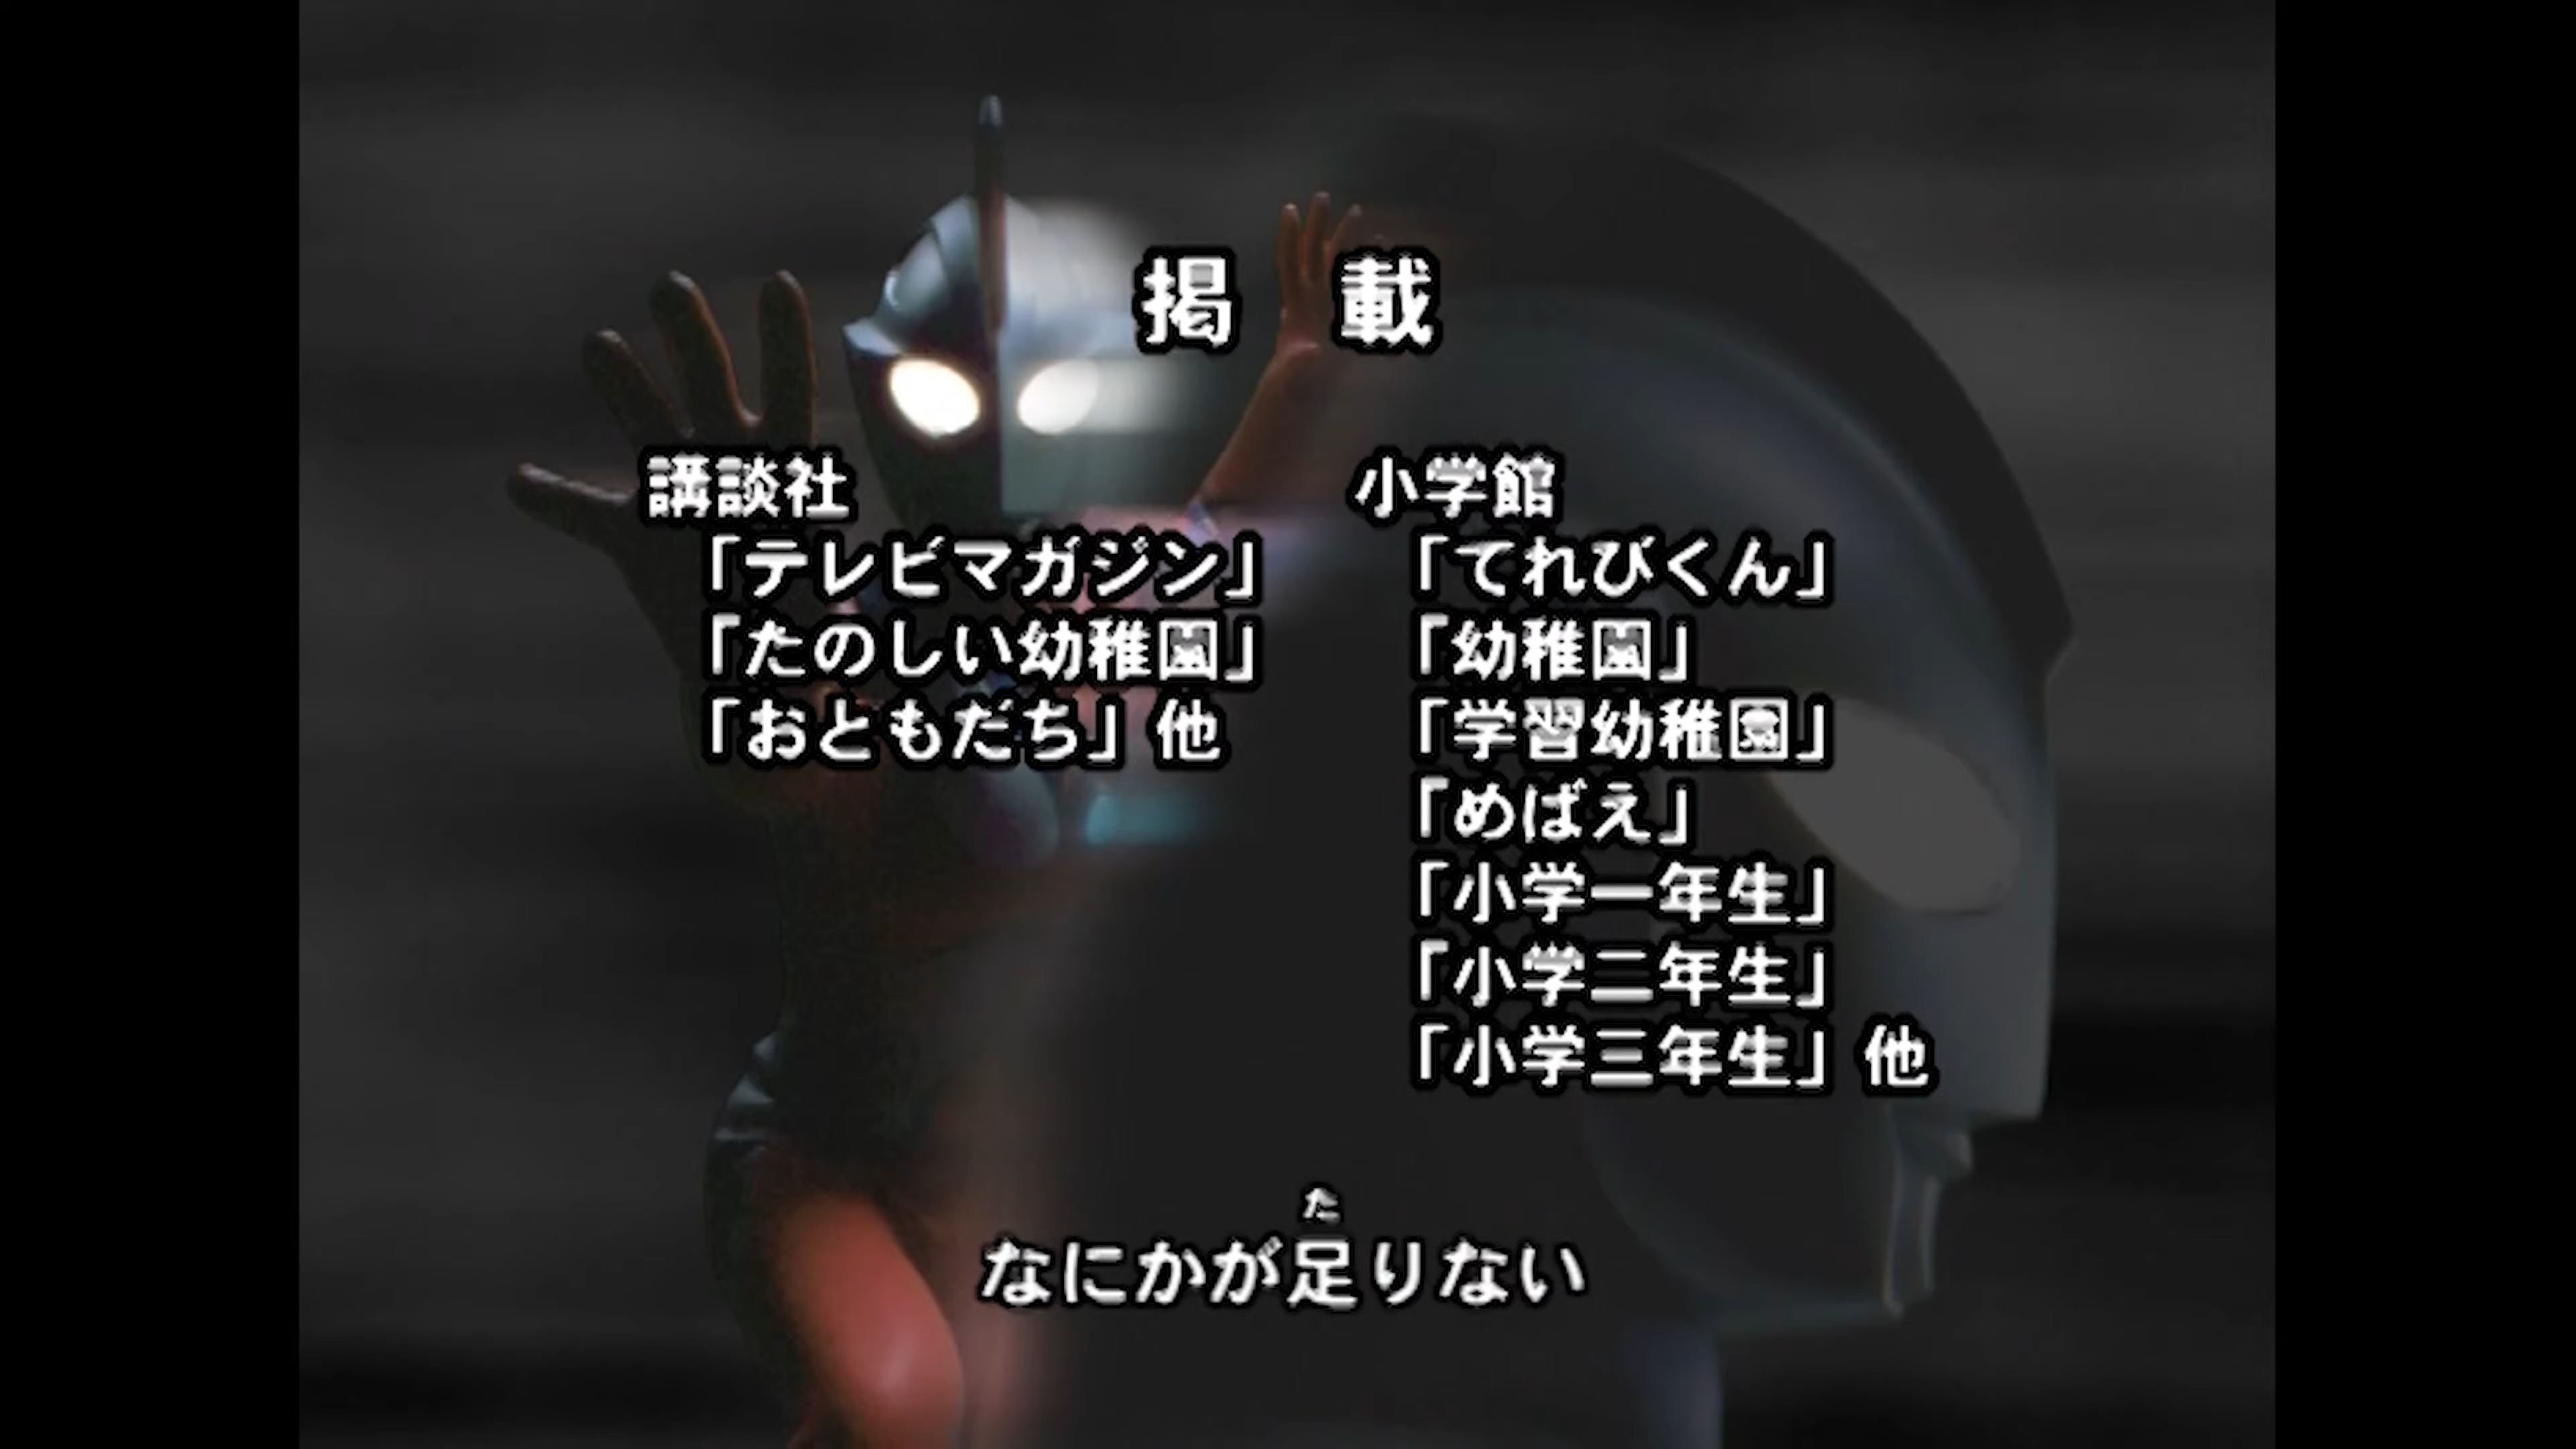 掲 載
講談社
「テレビマガジン」
「たのしい幼稚園」
「おともだち」他
小学館
「てれびくん」
「幼稚園」
「学習幼稚園」
「めばえ」
「小学一年生」
「小学二年生」
「小学三年生」他
た
なにかが足りない